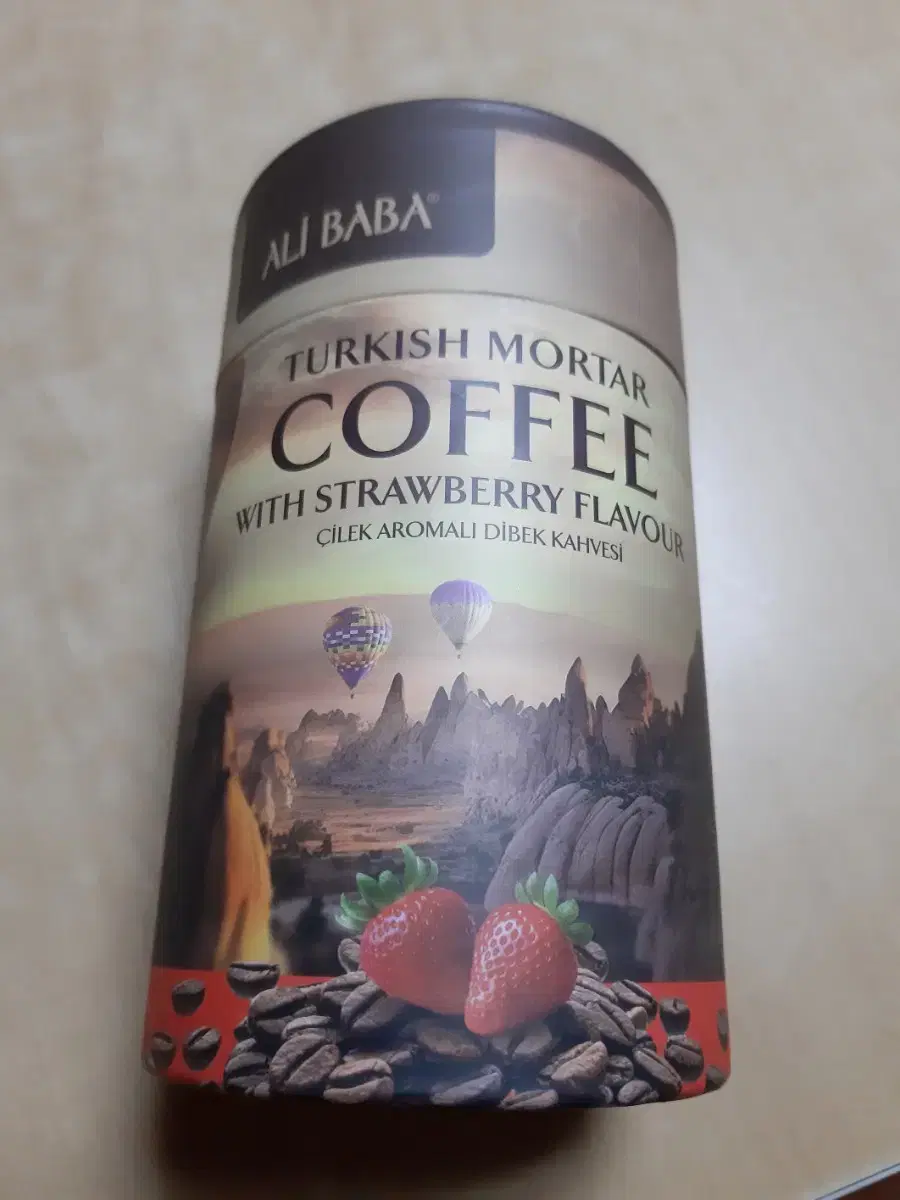 ALİ BABA®
TURKISH MORTAR
COFFEE
WITH STRAWBERRY FLAVOUR
ÇİLEK AROMALI DİBEK KAHVESİ